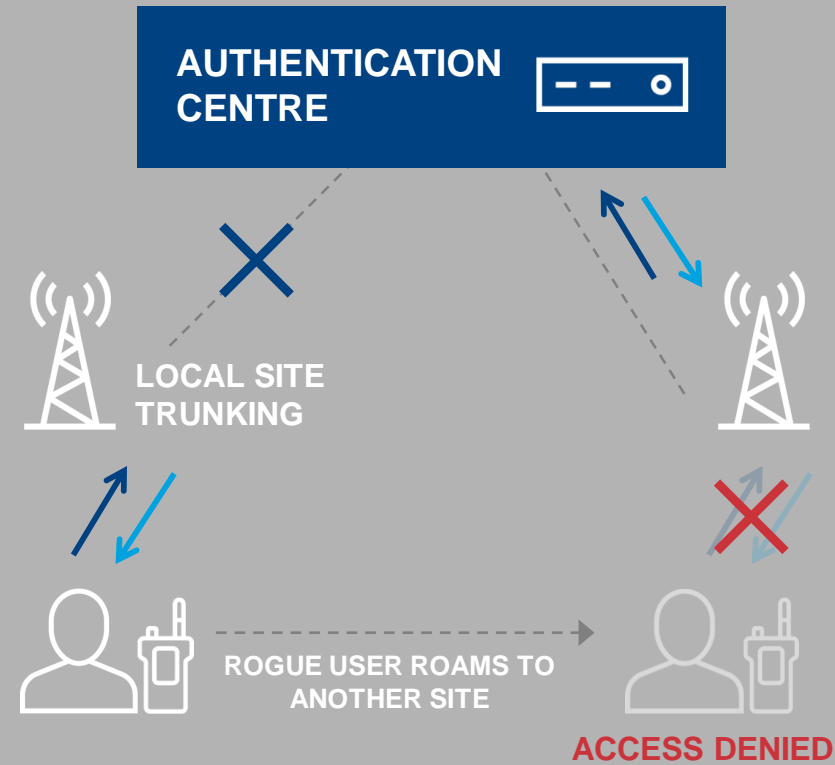 AUTHENTICATION
CENTRE
LOCAL SITE
TRUNKING
ROGUE USER ROAMS TO
ANOTHER SITE
ACCESS DENIED